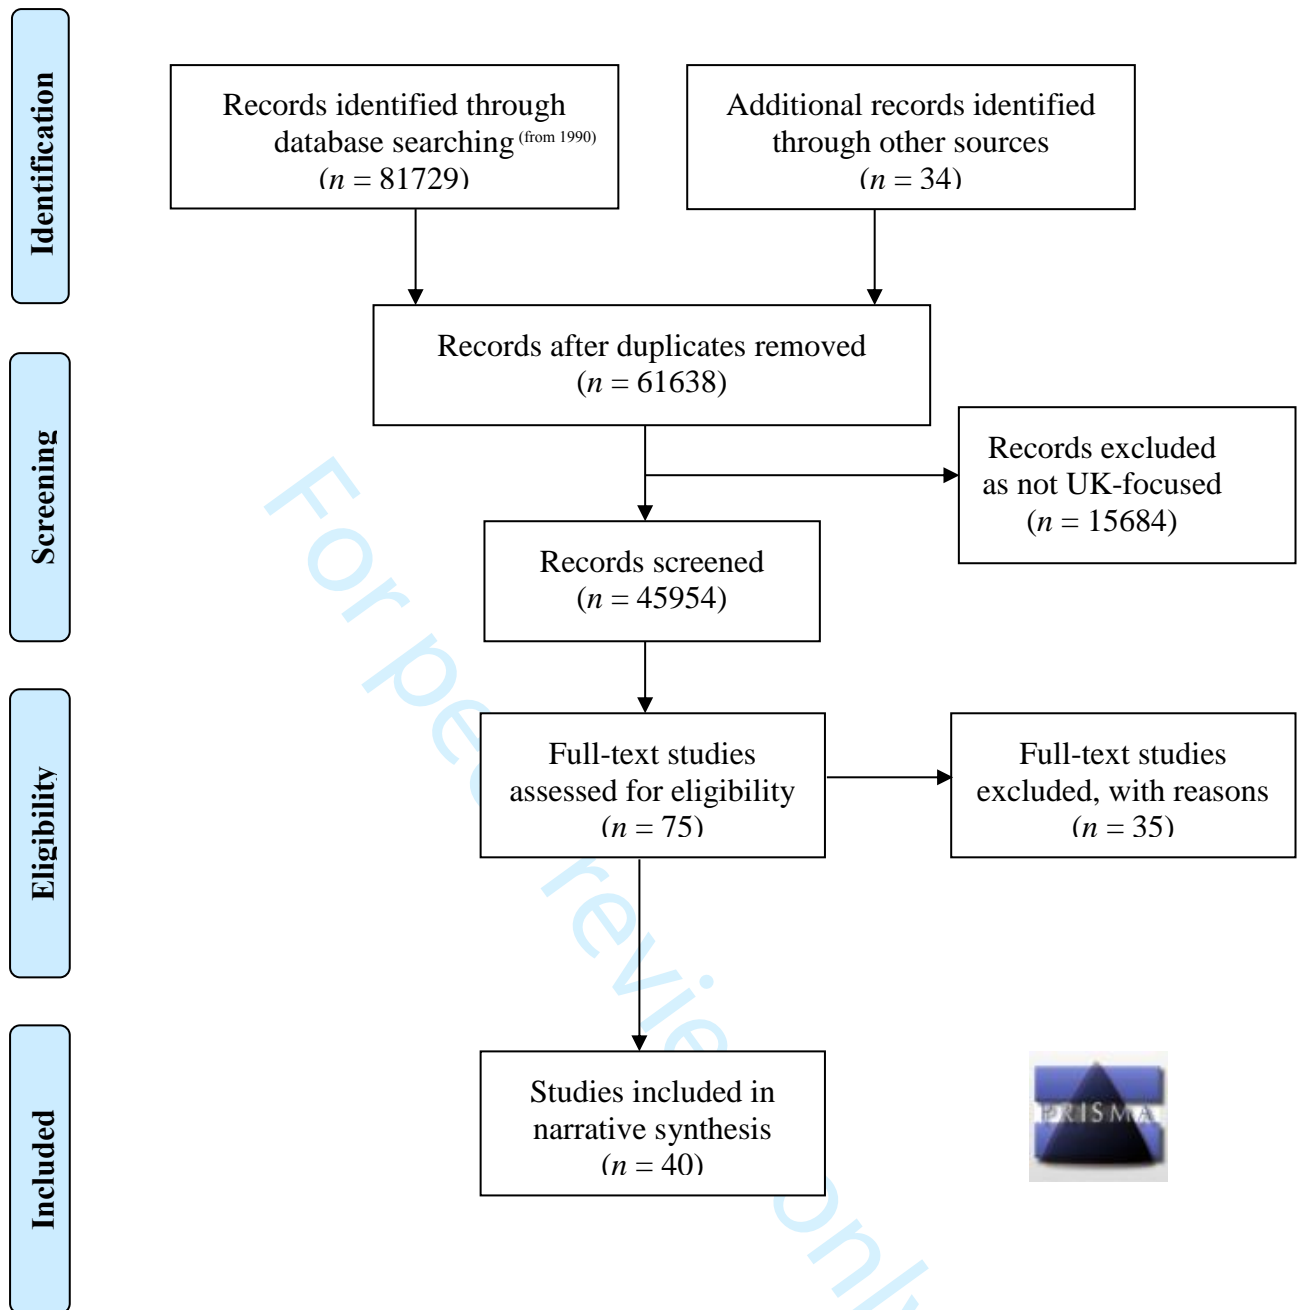 Identification
Records identified through
database searching (from 1990)
(n = 81729)
Additional records identified
through other sources
(n = 34)
Records after duplicates removed
(n = 61638)
Screening
Records excluded
as not UK-focused
(n = 15684)
Records screened
(n = 45954)
Eligibility
Full-text studies
assessed for eligibility
(n = 75)
Full-text studies
excluded, with reasons
(n = 35)
Included
Studies included in
narrative synthesis
(n = 40)
PRISMA
For peer review only